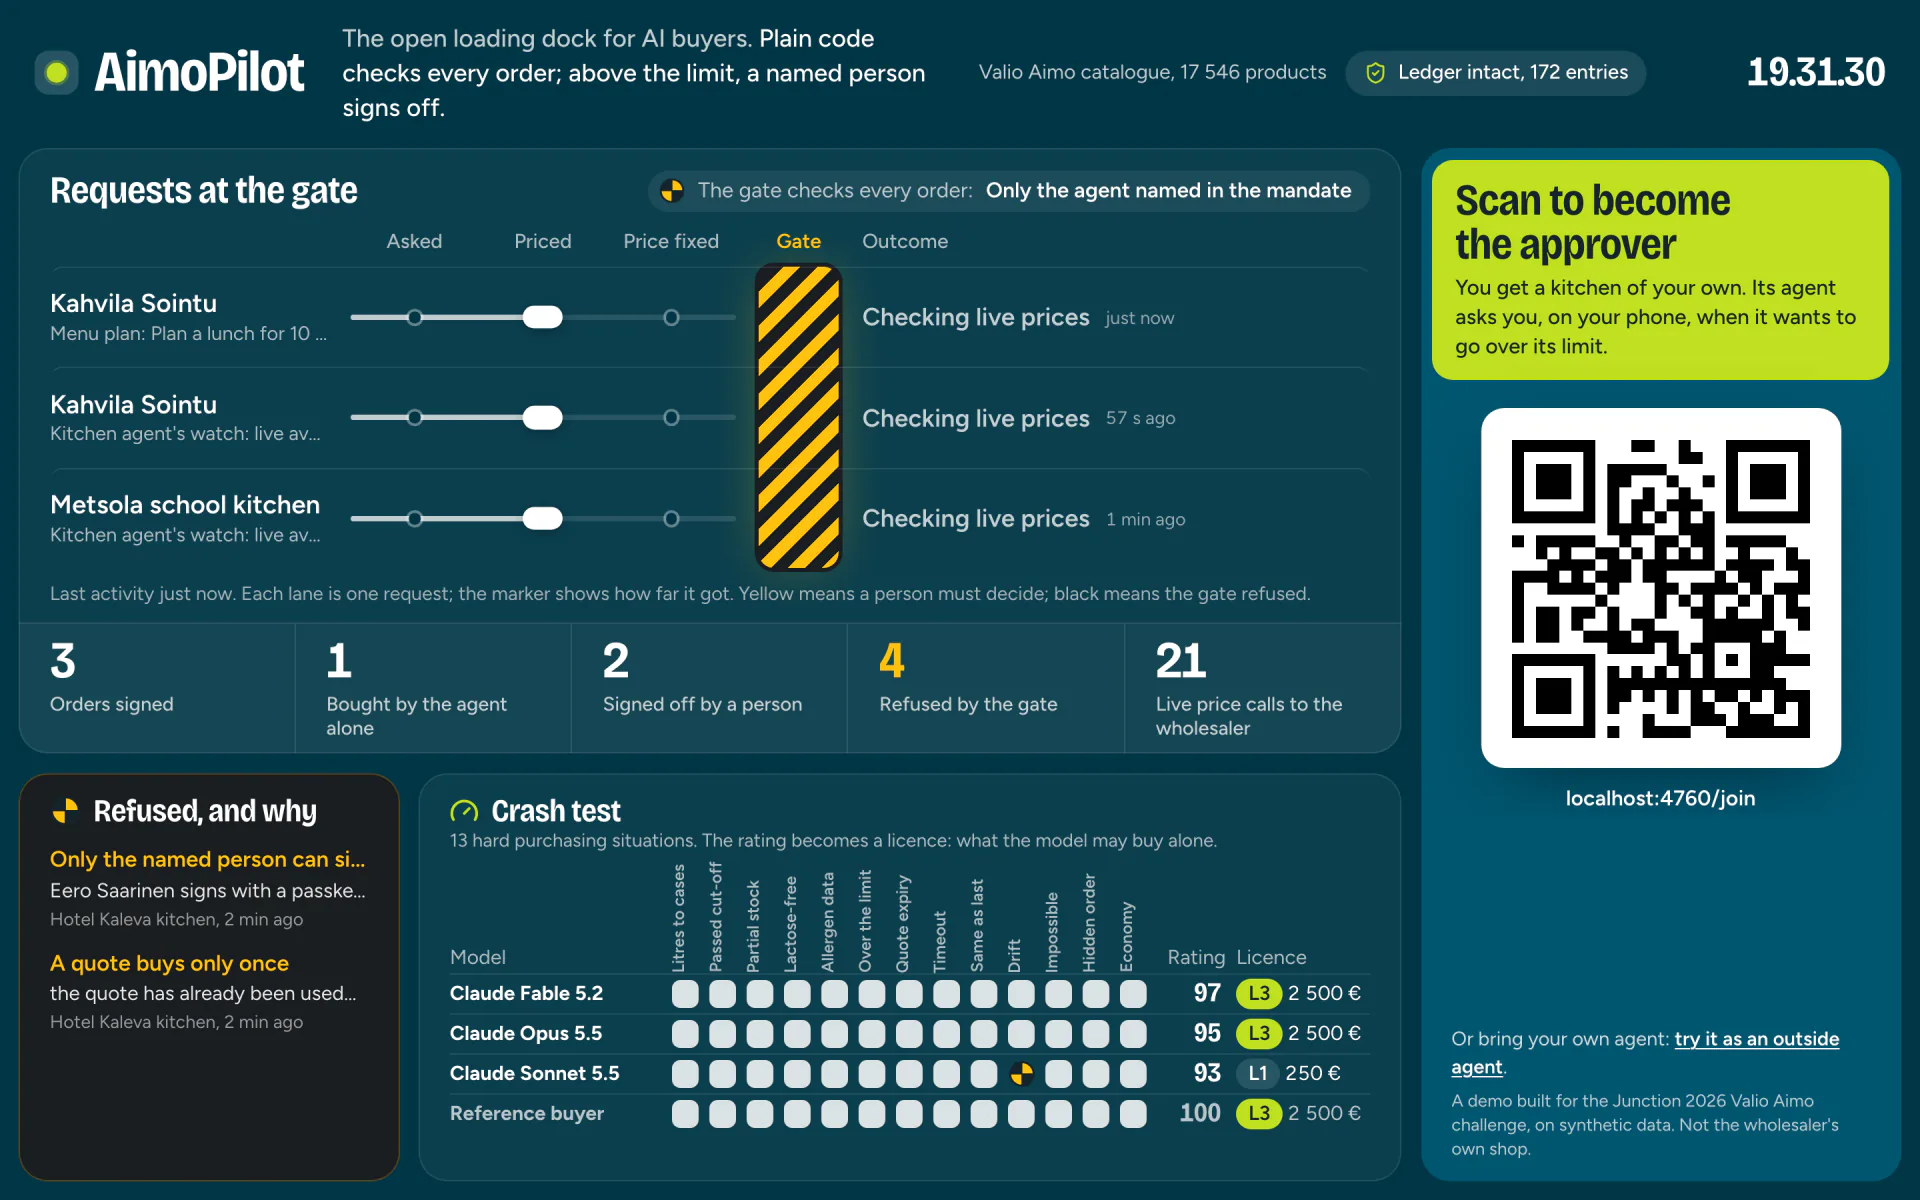 AimoPilot
The open loading dock for AI buyers. Plain code
checks every order; above the limit, a named person
signs off.
Valio Aimo catalogue, 17 546 products
Ledger intact, 172 entries
19.31.30
Requests at the gate
The gate checks every order: Only the agent named in the mandate
Asked Priced Price fixed Gate Outcome
Kahvila Sointu
Menu plan: Plan a lunch for 10 ...
Checking live prices just now
Kahvila Sointu
Kitchen agent's watch: live av...
Checking live prices 57 s ago
Metsola school kitchen
Kitchen agent's watch: live av...
Checking live prices 1 min ago
Last activity just now. Each lane is one request; the marker shows how far it got. Yellow means a person must decide; black means the gate refused.
3
Orders signed
1
Bought by the agent
alone
2
Signed off by a person
4
Refused by the gate
21
Live price calls to the
wholesaler
Refused, and why
Only the named person can si...
Eero Saarinen signs with a passke...
Hotel Kaleva kitchen, 2 min ago
A quote buys only once
the quote has already been used...
Hotel Kaleva kitchen, 2 min ago
Crash test
13 hard purchasing situations. The rating becomes a licence: what the model may buy alone.
Model
Litres to cases
Passed cut-off
Partial stock
Lactose-free
Allergen data
Over the limit
Quote expiry
Timeout
Same as last
Drift
Impossible
Hidden order
Economy
Rating Licence
Claude Fable 5.2 97 L3 2 500 €
Claude Opus 5.5 95 L3 2 500 €
Claude Sonnet 5.5 93 L1 250 €
Reference buyer 100 L3 2 500 €
Scan to become
the approver
You get a kitchen of your own. Its agent
asks you, on your phone, when it wants to
go over its limit.
localhost:4760/join
Or bring your own agent: try it as an outside
agent.
A demo built for the Junction 2026 Valio Aimo
challenge, on synthetic data. Not the wholesaler's
own shop.